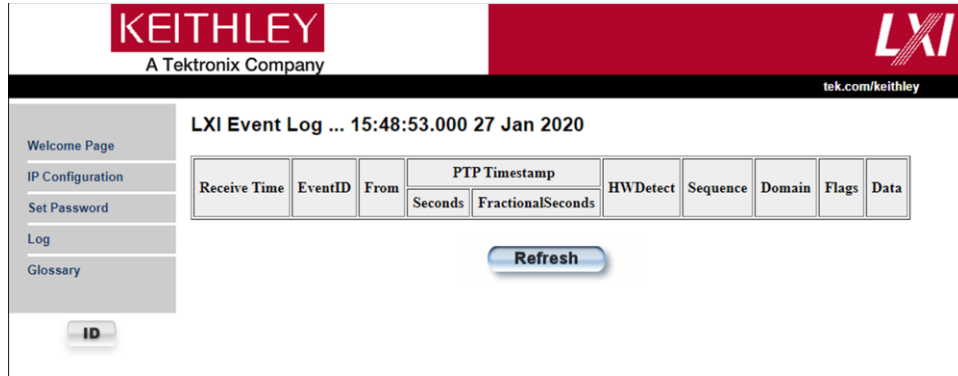 KEITHLEY
A Tektronix Company
LXI
tek.com/keithley
LXI Event Log ... 15:48:53.000 27 Jan 2020
Welcome Page
IP Configuration
Set Password
Log
Glossary
ID
Receive Time EventID From PTP Timestamp HWDetect Sequence Domain Flags Data
Seconds FractionalSeconds
Refresh